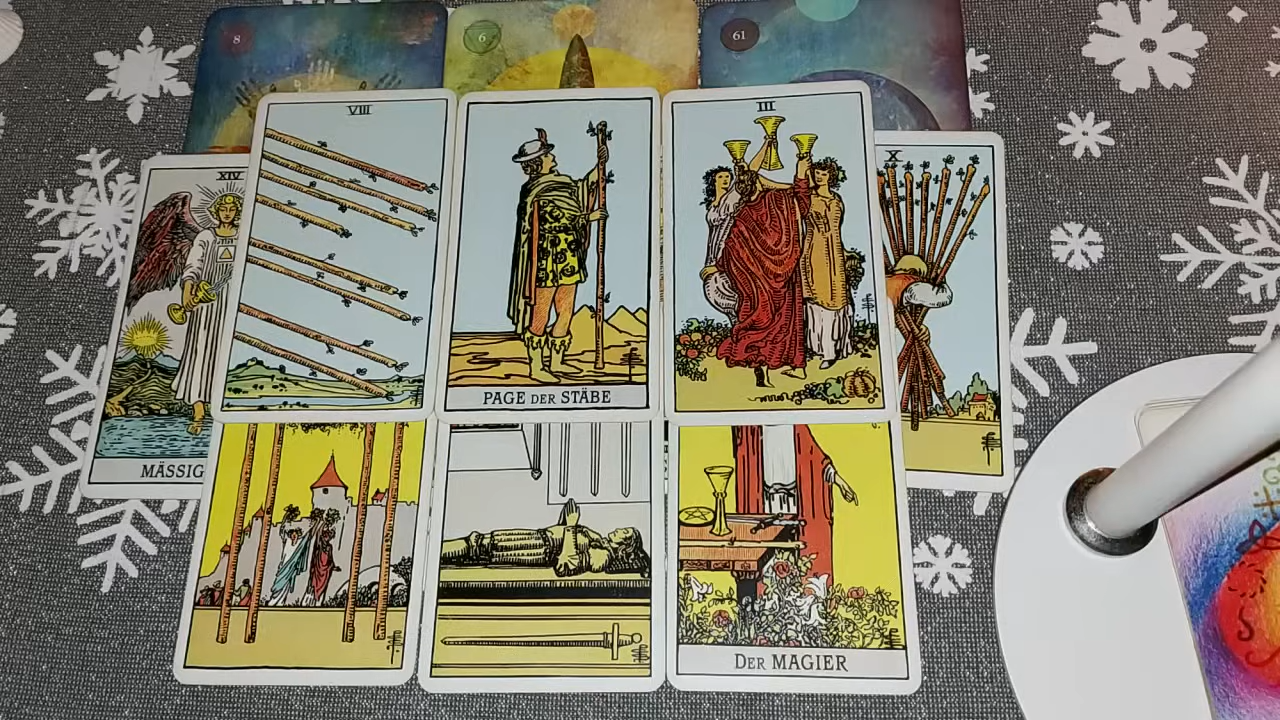 8
6
61
VIII
III
XIV
X
PAGE DER STÄBE
MÄSSIG
DER MAGIER